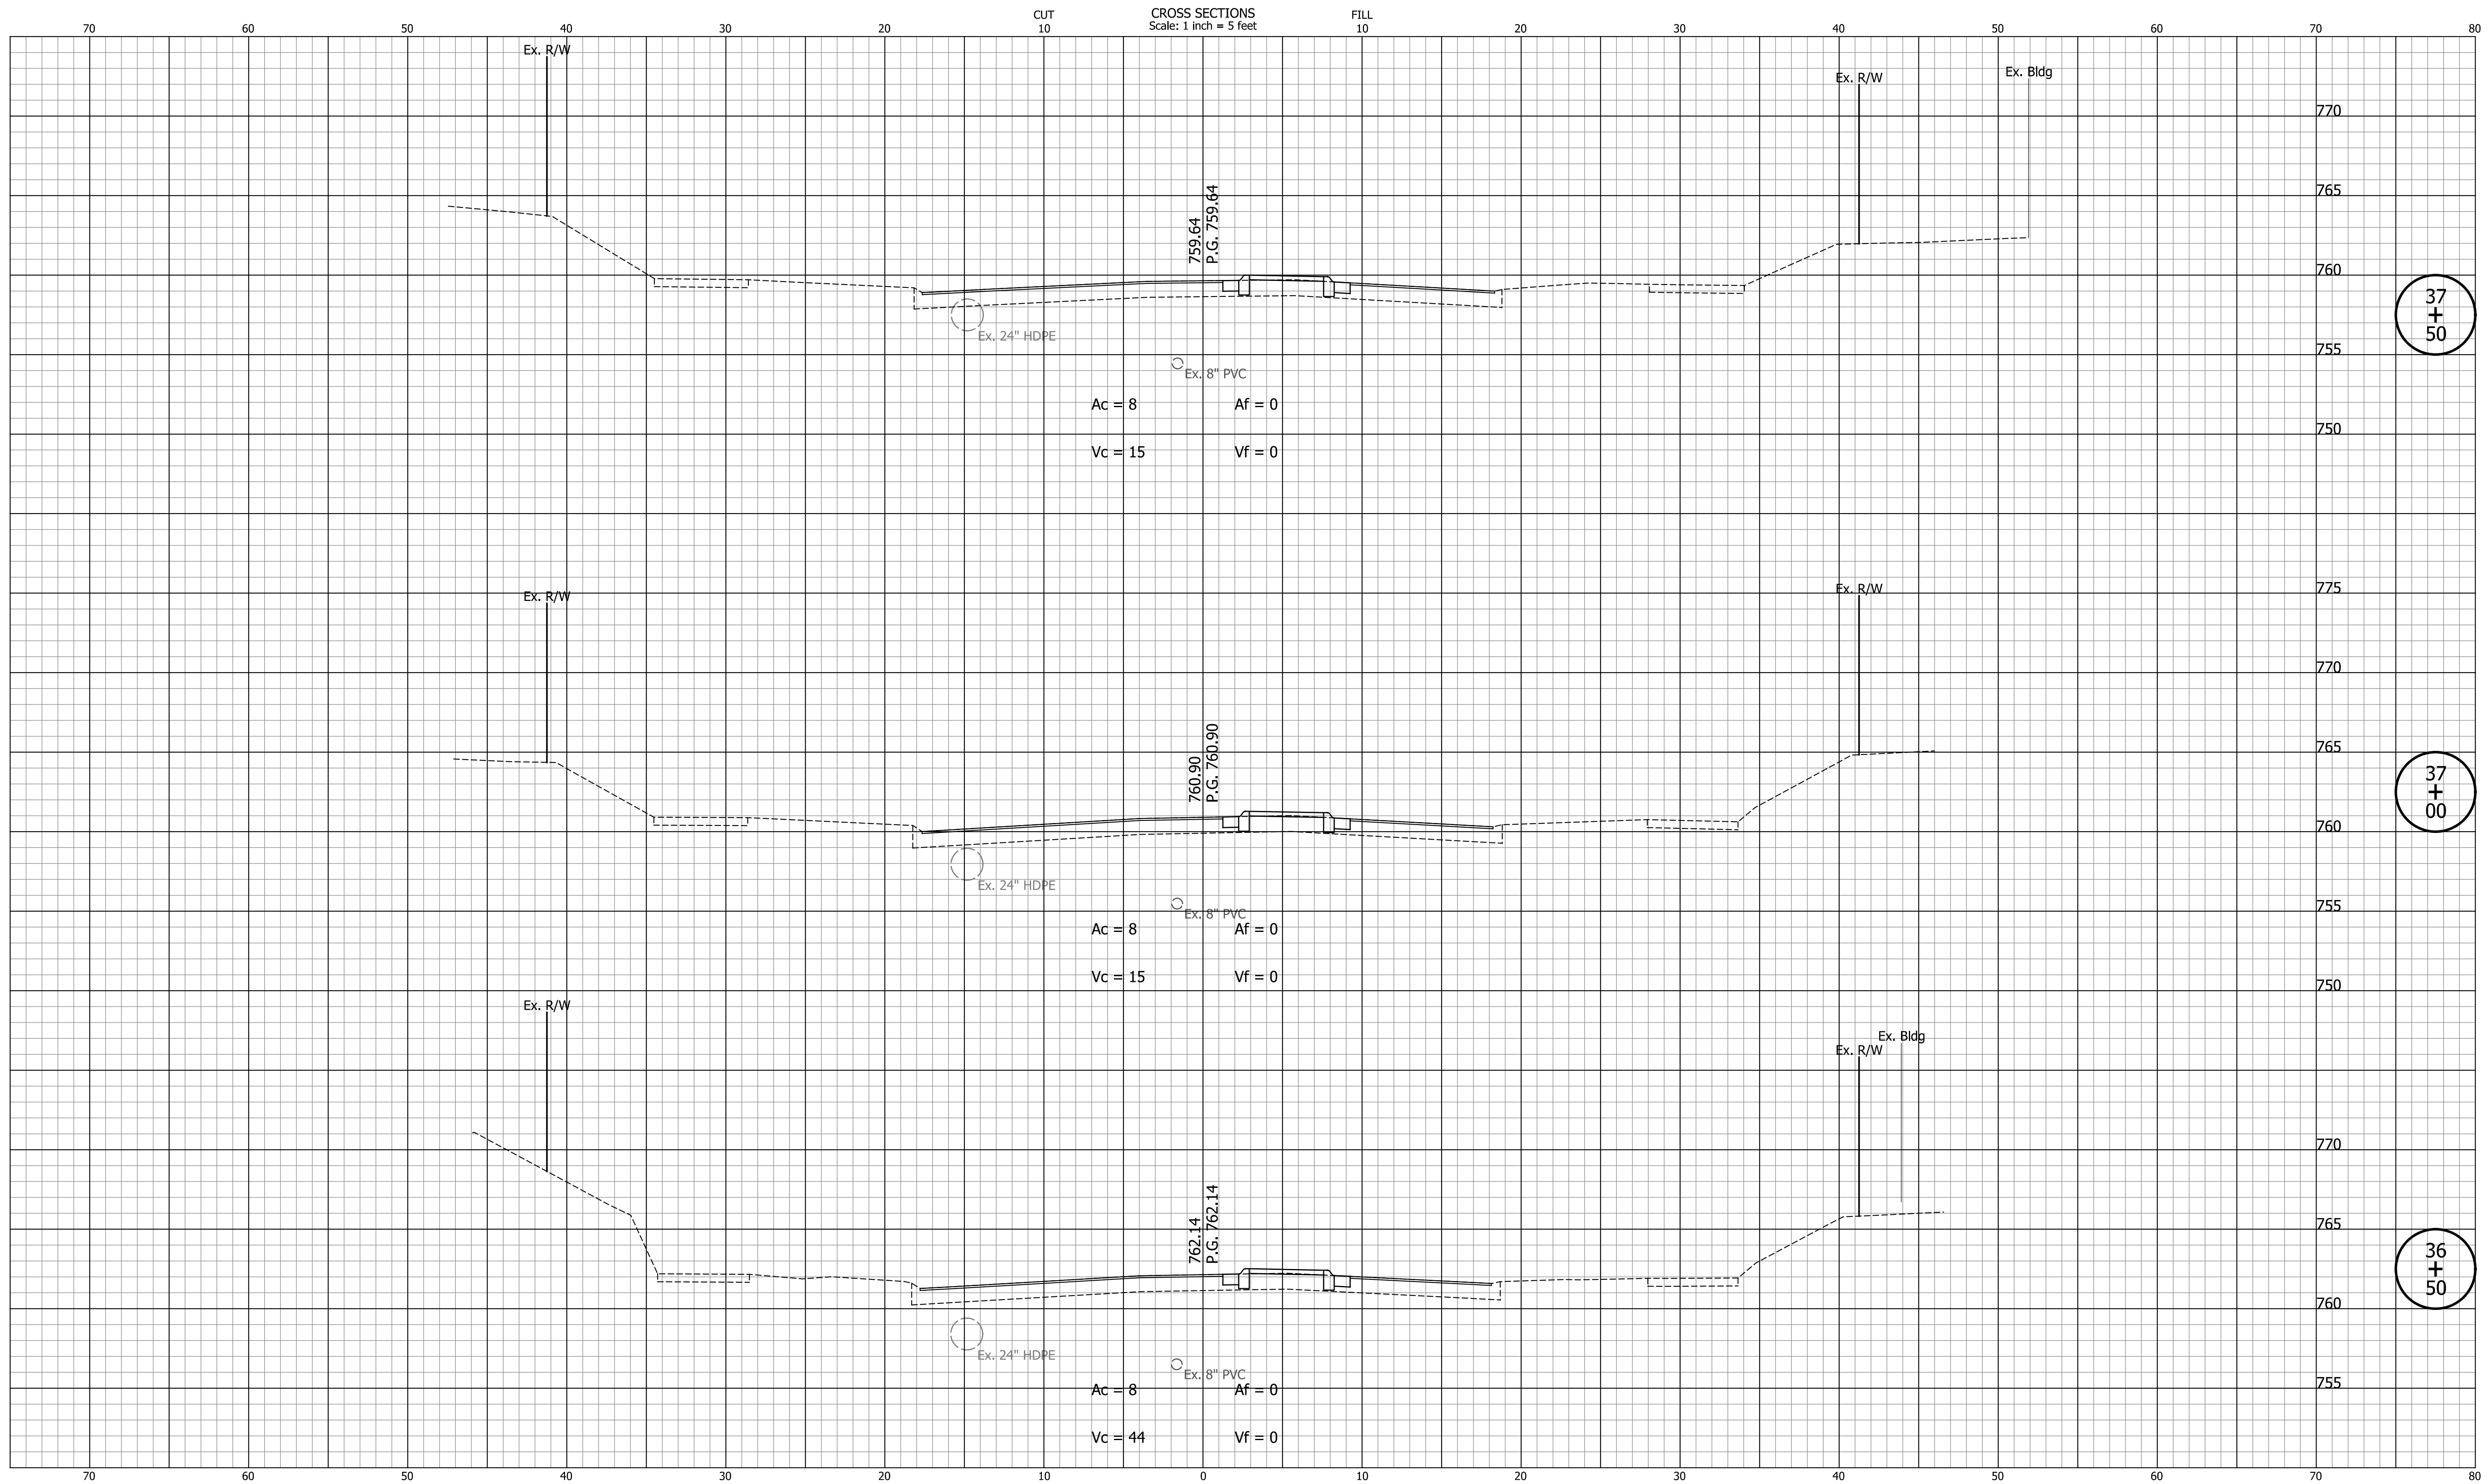 CUT CROSS SECTIONS FILL
Scale: 1 inch = 5 feet
70 60 50 40 30 20 10 10 20 30 40 50 60 70 80
Ex. R/W
Ex. R/W
Ex. Bldg
770
765
759.64
P.G. 759.64
760
37
+
50
Ex. 24" HDPE
755
Ex. 8" PVC
Ac = 8 Af = 0
750
Vc = 15 Vf = 0
775
Ex. R/W
Ex. R/W
770
765
760.90
P.G. 760.90
760
37
+
00
Ex. 24" HDPE
755
Ex. 8" PVC
Ac = 8 Af = 0
Vc = 15 Vf = 0
750
Ex. R/W
Ex. Bldg
Ex. R/W
770
765
762.14
P.G. 762.14
760
36
+
50
Ex. 24" HDPE
Ex. 8" PVC
755
Ac = 8 Af = 0
Vc = 44 Vf = 0
70 60 50 40 30 20 10 0 10 20 30 40 50 60 70 80